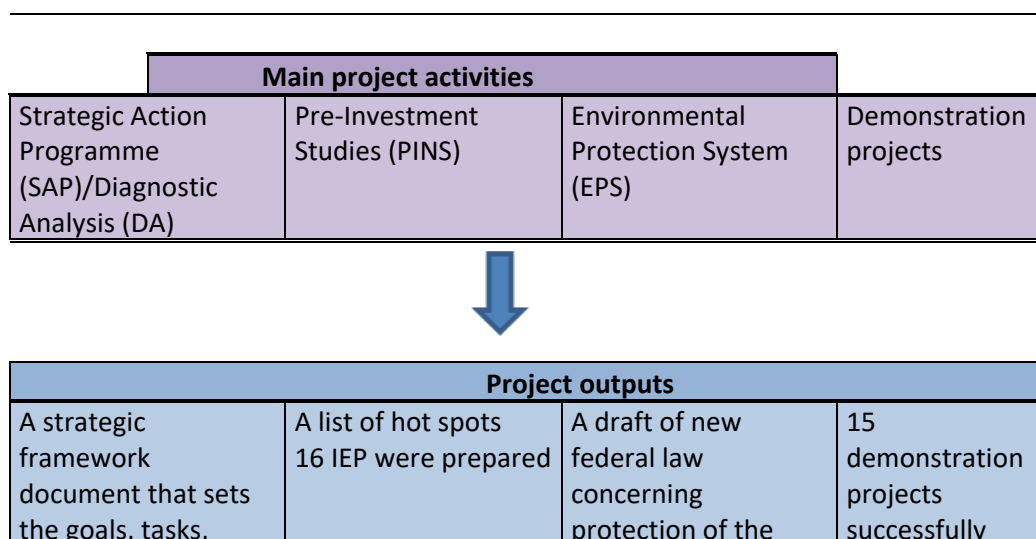 Main project activities
Strategic Action
Programme
(SAP)/Diagnostic
Analysis (DA)
Pre-Investment
Studies (PINS)
Environmental
Protection System
(EPS)
Demonstration
projects
Project outputs
A strategic
framework
document that sets
the goals, tasks,
A list of hot spots
16 IEP were prepared
A draft of new
federal law
concerning
protection of the
15
demonstration
projects
successfully